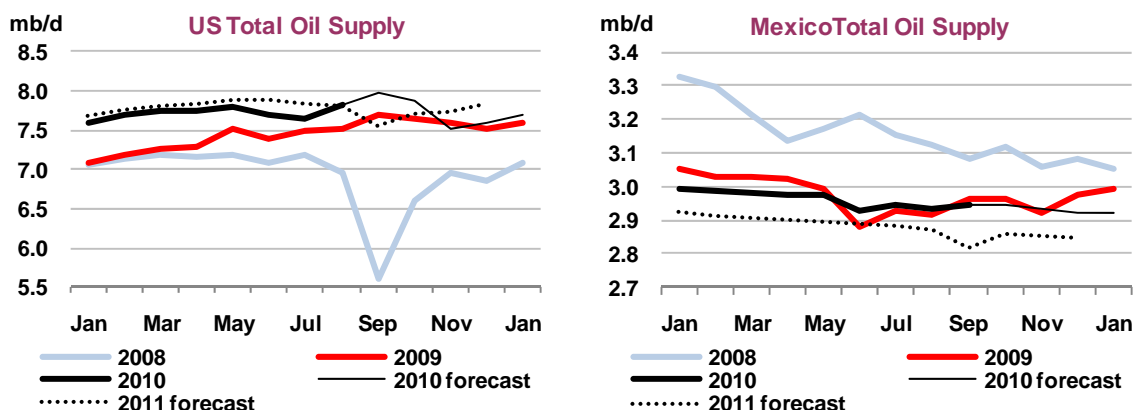 mb/d US Total Oil Supply
8.5
8.0
7.5
7.0
6.5
6.0
5.5
Jan Mar May Jul Sep Nov Jan
2008 2009
2010 2010 forecast
2011 forecast
mb/d MexicoTotal Oil Supply
3.4
3.3
3.2
3.1
3.0
2.9
2.8
2.7
Jan Mar May Jul Sep Nov Jan
2008 2009
2010 2010 forecast
2011 forecast